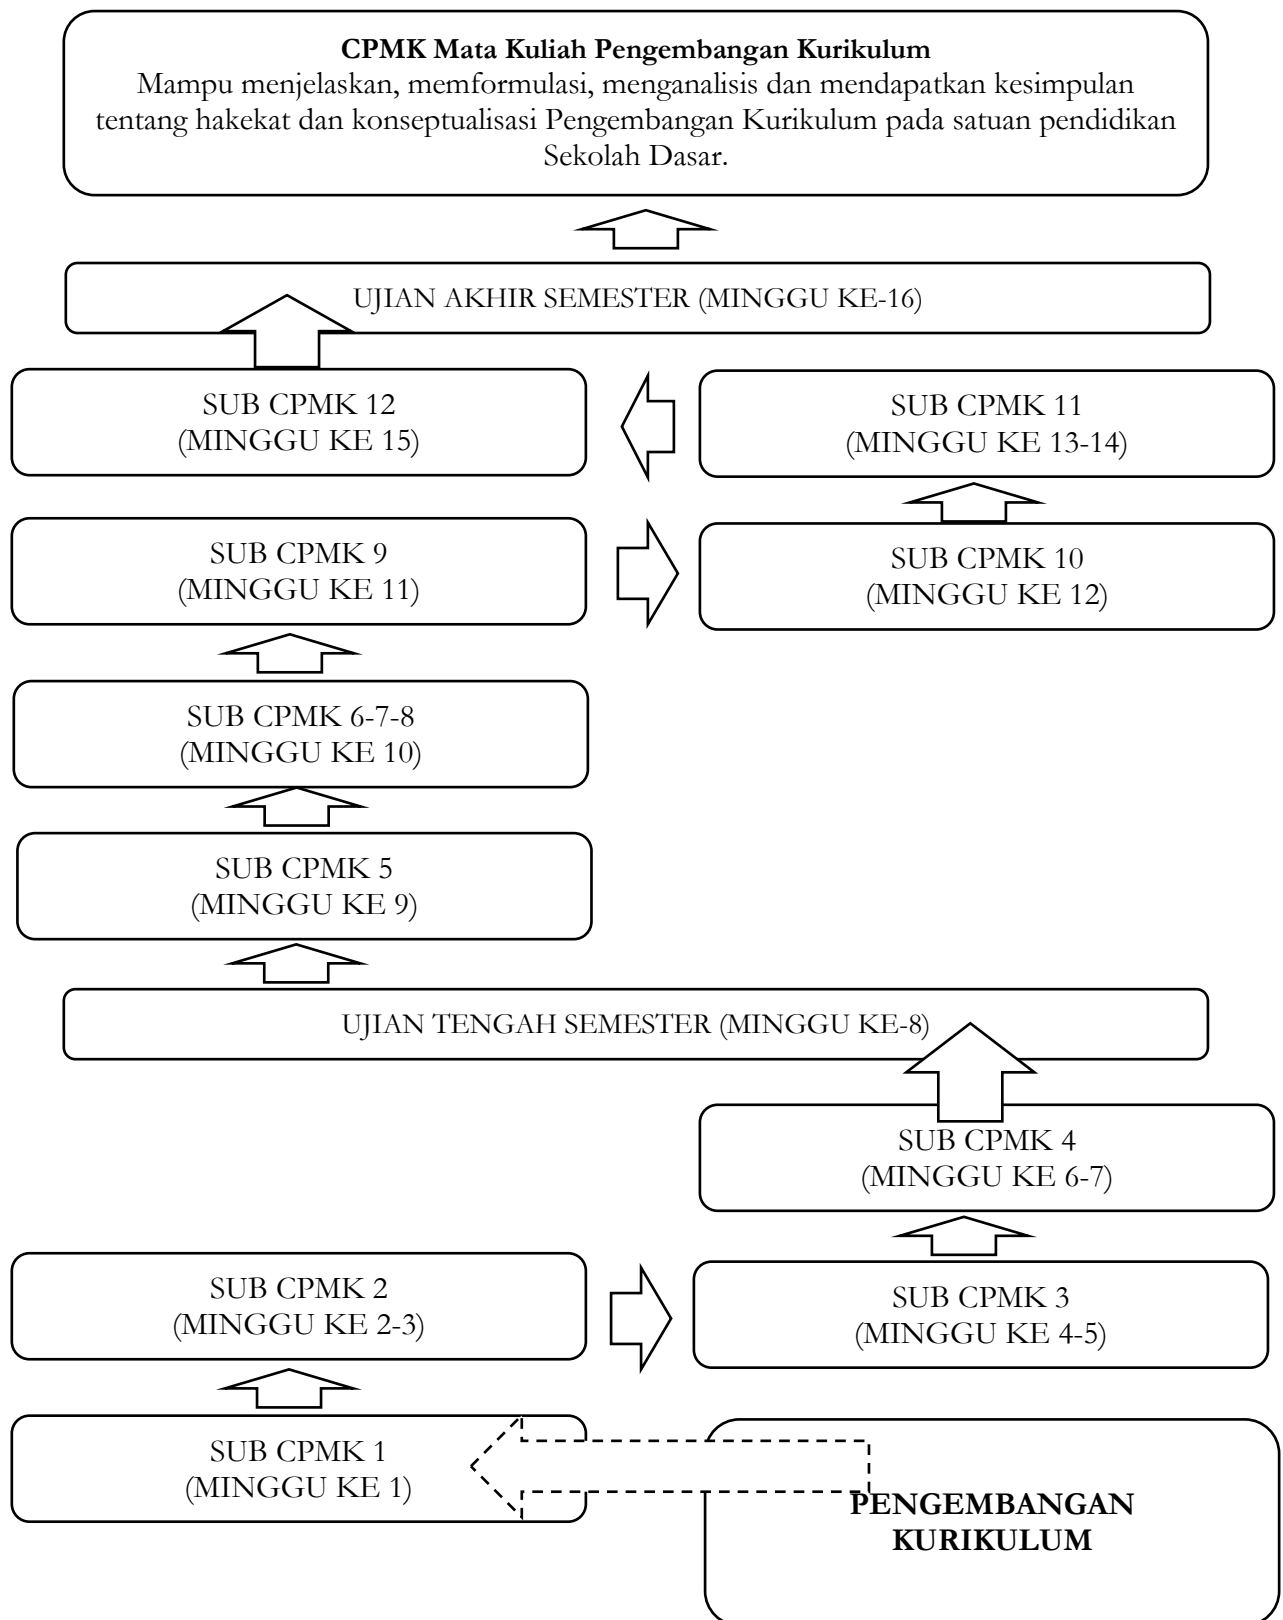 CPMK Mata Kuliah Pengembangan Kurikulum
Mampu menjelaskan, memformulasi, menganalisis dan mendapatkan kesimpulan
tentang hakekat dan konseptualisasi Pengembangan Kurikulum pada satuan pendidikan
Sekolah Dasar.
UJIAN AKHIR SEMESTER (MINGGU KE-16)
SUB CPMK 12
(MINGGU KE 15)
SUB CPMK 11
(MINGGU KE 13-14)
SUB CPMK 9
(MINGGU KE 11)
SUB CPMK 10
(MINGGU KE 12)
SUB CPMK 6-7-8
(MINGGU KE 10)
SUB CPMK 5
(MINGGU KE 9)
UJIAN TENGAH SEMESTER (MINGGU KE-8)
SUB CPMK 4
(MINGGU KE 6-7)
SUB CPMK 2
(MINGGU KE 2-3)
SUB CPMK 3
(MINGGU KE 4-5)
SUB CPMK 1
(MINGGU KE 1)
PENGEMBANGAN
KURIKULUM